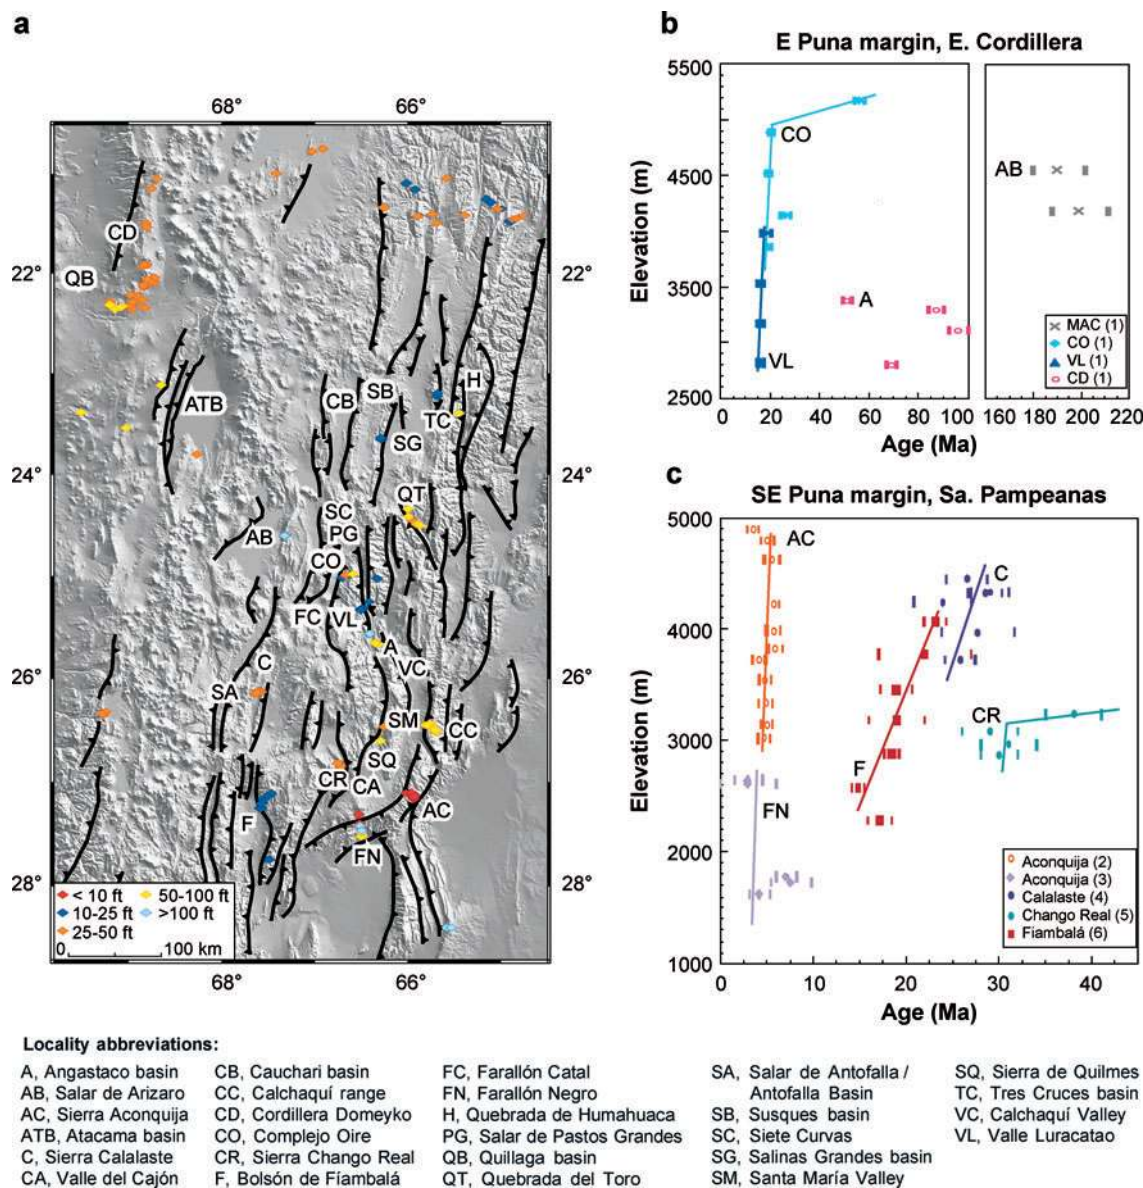 a
68°
66°
CD
QB
22°
22°
ATB
CB
SB
H
TC
SG
24°
24°
QT
SC
PG
AB
CO
FC
VL
A
VC
C
26°
26°
SA
SM
CC
SQ
CR
CA
AC
F
FN
28°
28°
< 10 ft
50-100 ft
10-25 ft
>100 ft
25-50 ft
0
100 km
68°
66°
b
E Puna margin, E. Cordillera
5500
4500
3500
2500
Elevation (m)
CO
AB
A
VL
MAC (1)
CO (1)
VL (1)
CD (1)
0 20 40 60 80 100 160 180 200 220
Age (Ma)
Age (Ma)
c
SE Puna margin, Sa. Pampeanas
5000
4000
3000
2000
1000
Elevation (m)
AC
C
CR
F
FN
Aconquija (2)
Aconquija (3)
Calalaste (4)
Chango Real (5)
Fiambalá (6)
0 10 20 30 40
Age (Ma)
Locality abbreviations:
A, Angastaco basin
AB, Salar de Arizaro
AC, Sierra Aconquija
ATB, Atacama basin
C, Sierra Calalaste
CA, Valle del Cajón
CB, Cauchari basin
CC, Calchaquí range
CD, Cordillera Domeyko
CO, Complejo Oire
CR, Sierra Chango Real
F, Bolsón de Fíambalá
FC, Farallón Catal
FN, Farallón Negro
H, Quebrada de Humahuaca
PG, Salar de Pastos Grandes
QB, Quillaga basin
QT, Quebrada del Toro
SA, Salar de Antofalla /
Antofalla Basin
SB, Susques basin
SC, Siete Curvas
SG, Salinas Grandes basin
SM, Santa María Valley
SQ, Sierra de Quilmes
TC, Tres Cruces basin
VC, Calchaquí Valley
VL, Valle Luracatao